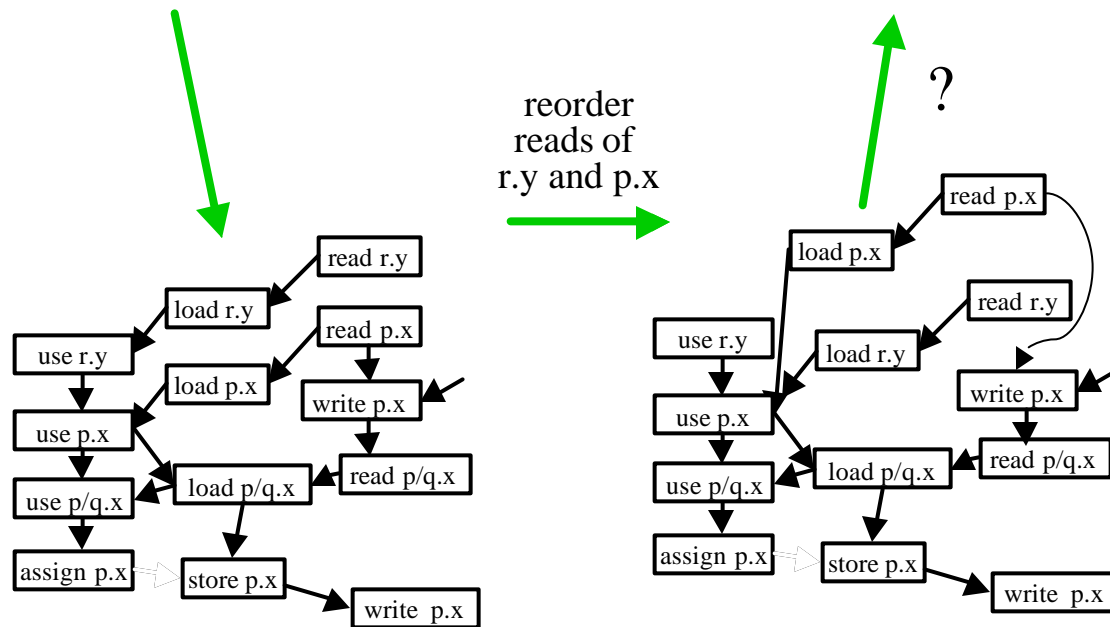 ?
reorder
reads of
r.y and p.x
read r.y
load r.y
read p.x
use r.y
load p.x
write p.x
use p.x
read p/q.x
load p/q.x
use p/q.x
assign p.x
store p.x
write p.x
read p.x
load p.x
read r.y
use r.y
load r.y
write p.x
use p.x
read p/q.x
load p/q.x
use p/q.x
assign p.x
store p.x
write p.x